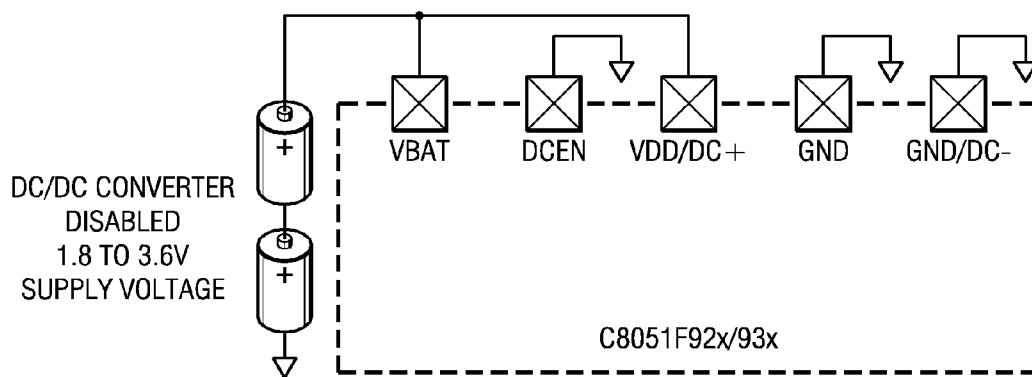 VBAT
DCEN
VDD/DC+
GND
GND/DC-
DC/DC CONVERTER
DISABLED
1.8 TO 3.6V
SUPPLY VOLTAGE
+
+
C8051F92x/93x